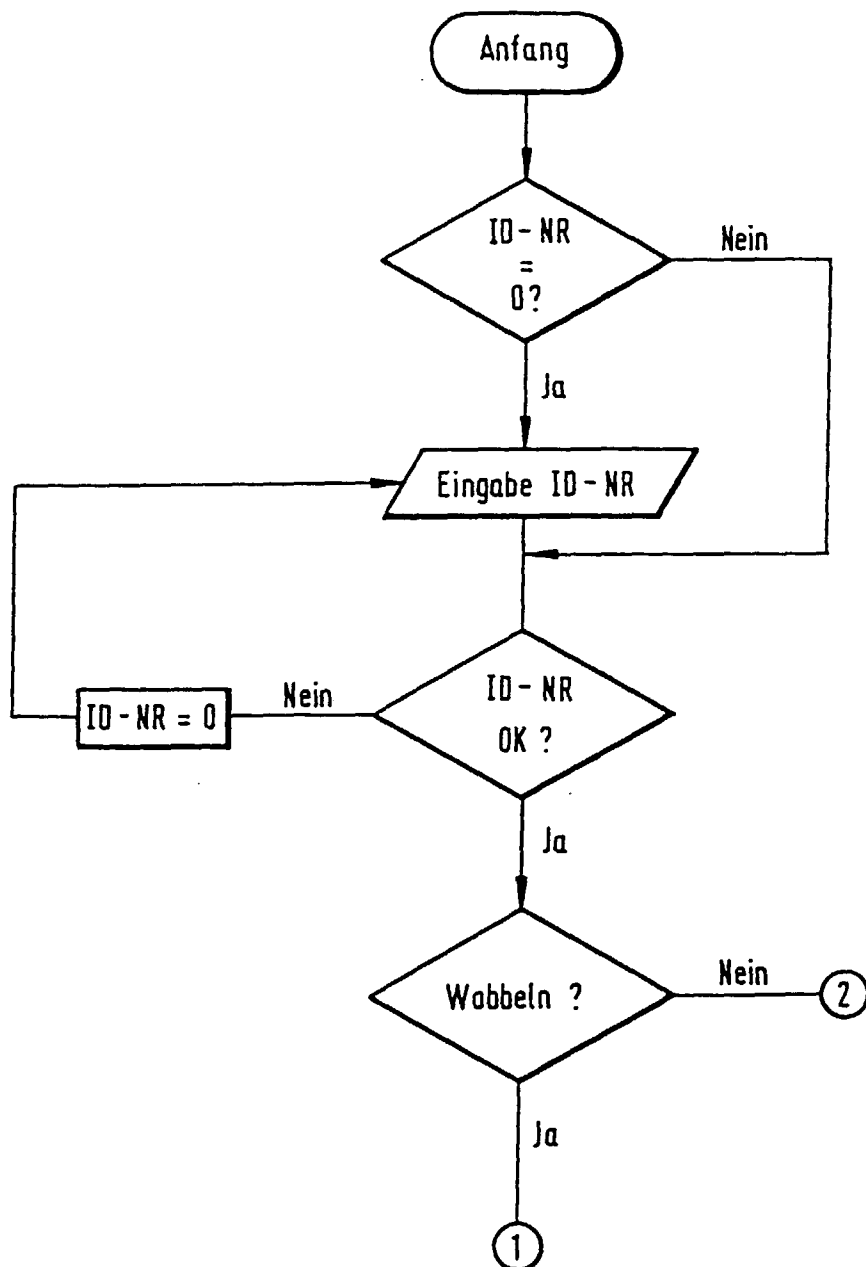 Anfang
ID-NR
=
0?
Nein
Ja
Eingabe ID-NR
ID-NR = 0
Nein
ID-NR
OK ?
Ja
Wobbeln ?
Nein
2
Ja
1